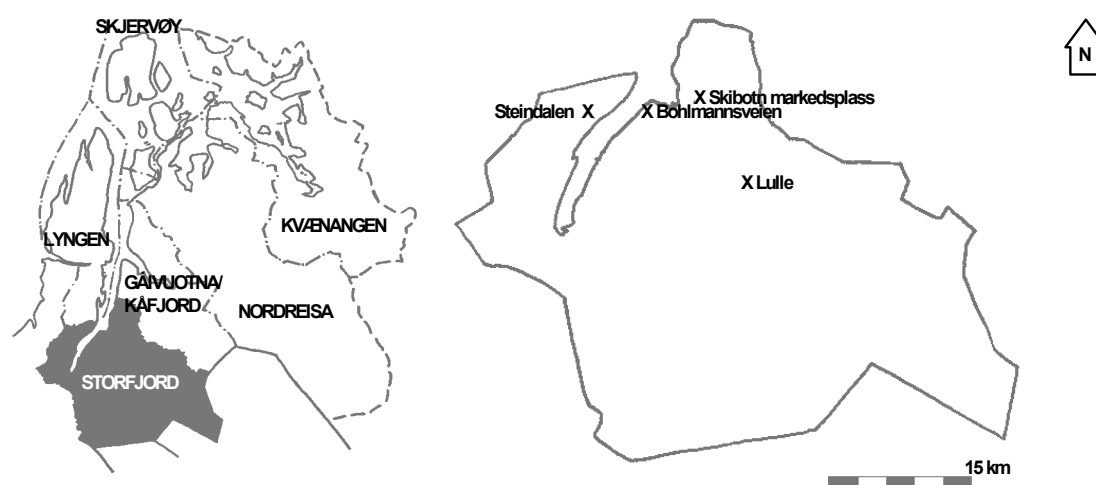 SKJERVØY
LYNGEN
GÁIVUOTNA/
KÅFJORD
KVÆNANGEN
NORDREISA
STORFJORD
Steindalen X
X Skibotn markedsplass
X Bohlmannsveien
X Lulle
N
15 km